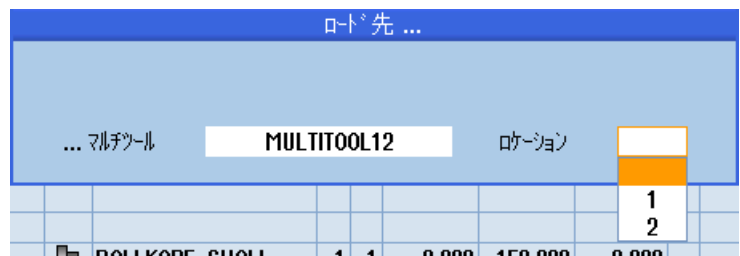 ﾛｰﾄﾞ先 ...
... ﾏﾙﾁﾂｰﾙ MULTITOOL12 ﾛｹｰｼｮﾝ
1
2